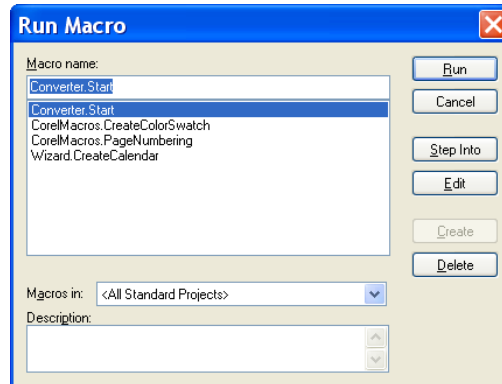 Run Macro
Macro name:
Converter.Start
Converter.Start
CorelMacros.CreateColorSwatch
CorelMacros.PageNumbering
Wizard.CreateCalendar
Run
Cancel
Step Into
Edit
Create
Delete
Macros in: <All Standard Projects>
Description: